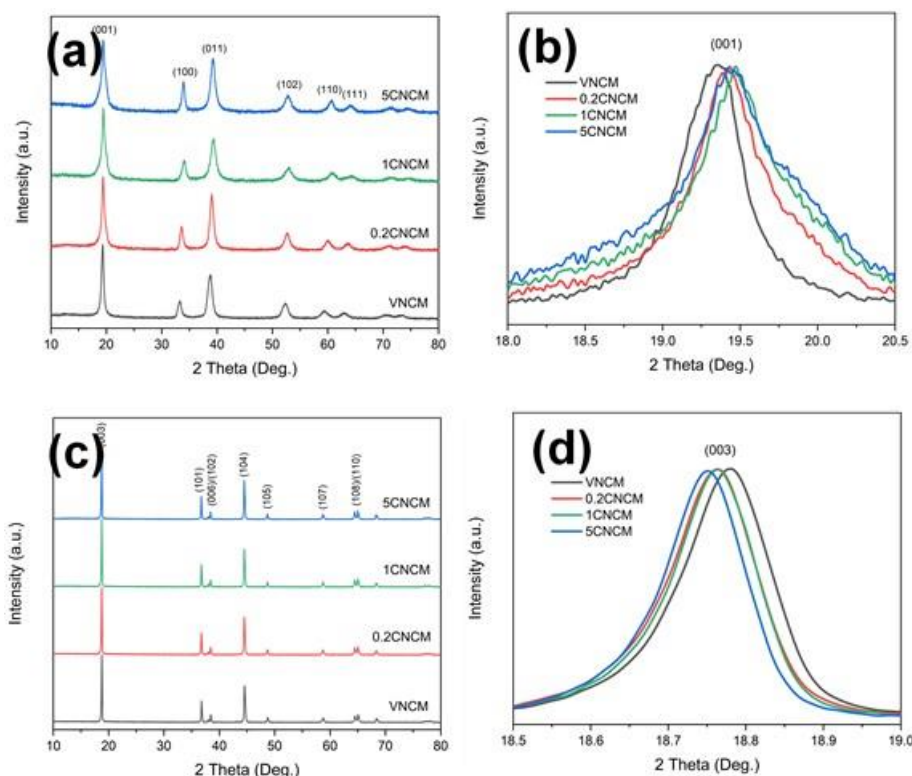 (a)
(001)
(100)
(011)
(102)
(110)
(111)
5CNCM
1CNCM
0.2CNCM
VNCM
Intensity (a.u.)
10 20 30 40 50 60 70 80
2 Theta (Deg.)
(b)
(001)
VNCM
0.2CNCM
1CNCM
5CNCM
Intensity (a.u.)
18.0 18.5 19.0 19.5 20.0 20.5
2 Theta (Deg.)
(c)
(101)
(006)/(102)
(104)
(105)
(107)
(108)/(110)
5CNCM
1CNCM
0.2CNCM
VNCM
Intensity (a.u.)
10 20 30 40 50 60 70 80
2 Theta (Deg.)
(d)
(003)
VNCM
0.2CNCM
1CNCM
5CNCM
Intensity (a.u.)
18.5 18.6 18.7 18.8 18.9 19.0
2 Theta (Deg.)